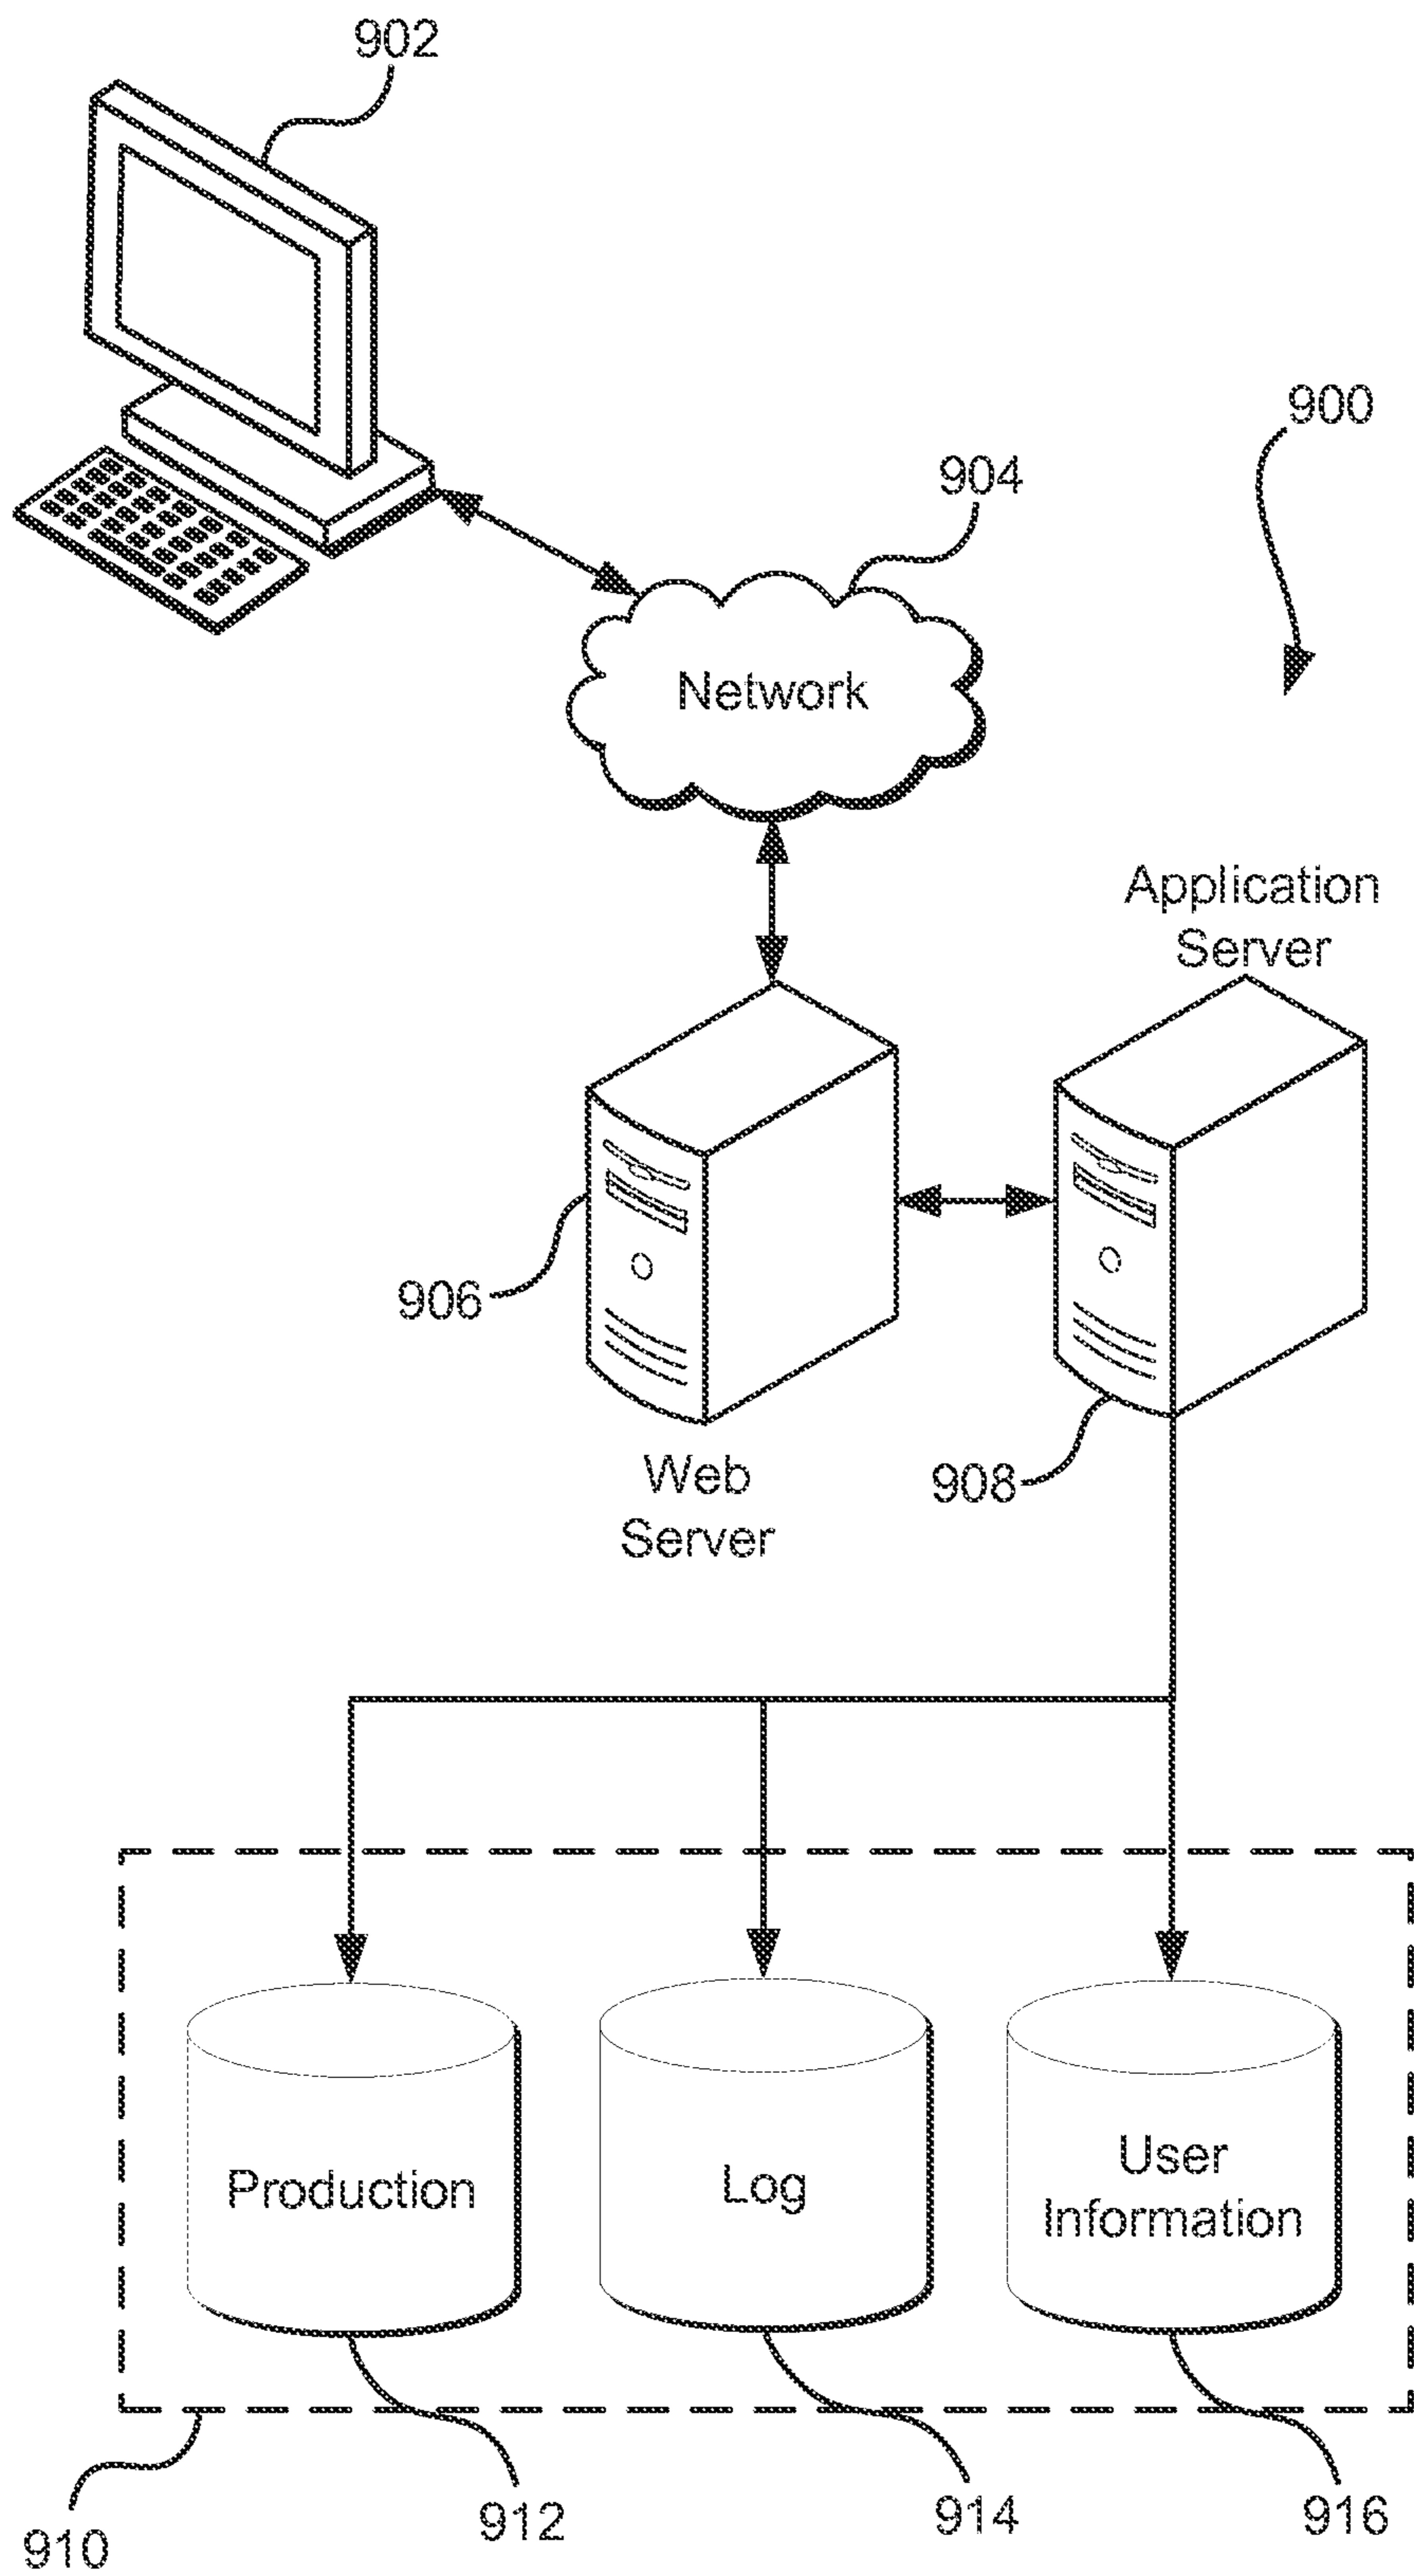 902
900
904
Network
Application
Server
906
908
Web
Server
Production
Log
User
Information
910
912
914
916